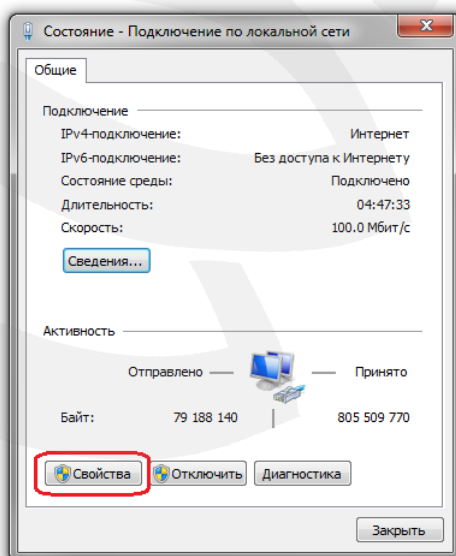 Состояние - Подключение по локальной сети
Общие
Подключение
IPv4-подключение: Интернет
IPv6-подключение: Без доступа к Интернету
Состояние среды: Подключено
Длительность: 04:47:33
Скорость: 100.0 Мбит/с
Сведения...
Активность
Отправлено — — Принято
Байт: 79 188 140 | 805 509 770
Свойства Отключить Диагностика
Закрыть